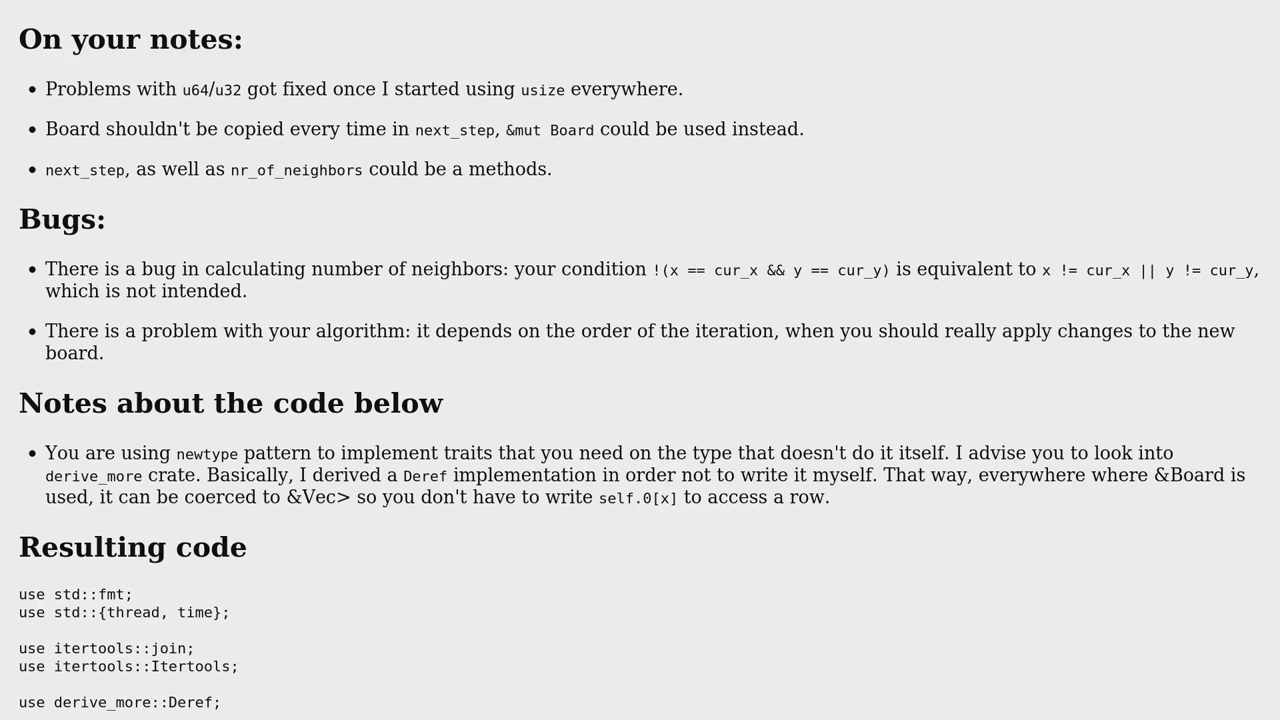 On your notes:
• Problems with u64/u32 got fixed once I started using usize everywhere.
• Board shouldn't be copied every time in next_step, &mut Board could be used instead.
• next_step, as well as nr_of_neighbors could be a methods.
Bugs:
• There is a bug in calculating number of neighbors: your condition !(x == cur_x && y == cur_y) is equivalent to x != cur_x || y != cur_y,
which is not intended.
• There is a problem with your algorithm: it depends on the order of the iteration, when you should really apply changes to the new
board.
Notes about the code below
• You are using newtype pattern to implement traits that you need on the type that doesn't do it itself. I advise you to look into
derive_more crate. Basically, I derived a Deref implementation in order not to write it myself. That way, everywhere where &Board is
used, it can be coerced to &Vec> so you don't have to write self.0[x] to access a row.
Resulting code
use std::fmt;
use std::{thread, time};
use itertools::join;
use itertools::Itertools;
use derive_more::Deref;